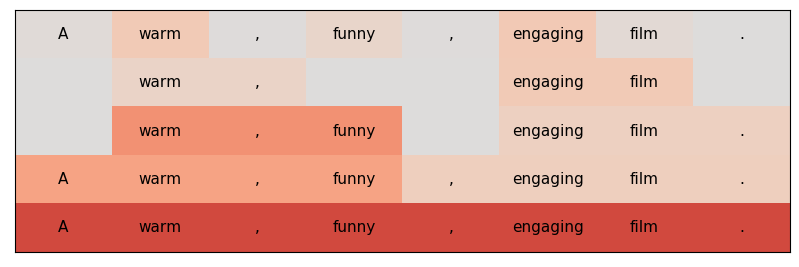 A warm , funny , engaging film .
warm , engaging film
warm , funny engaging film .
A warm , funny , engaging film .
A warm , funny , engaging film .